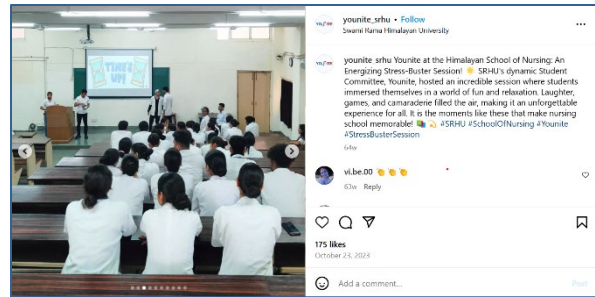 TIME'S
UP!
younite_srhu • Follow
Swami Rama Himalayan University
younite_srhu Younite at the Himalayan School of Nursing: An
Energizing Stress-Buster Session! 🌟 SRHU's dynamic Student
Committee, Younite, hosted an incredible session where students
immersed themselves in a world of fun and relaxation. Laughter,
games, and camaraderie filled the air, making it an unforgettable
experience for all. It is the moments like these that make nursing
school memorable! 📚 💫 #SRHU #SchoolOfNursing #Younite
#StressBusterSession
64w
vi.be.00 👏 👏 👏
63w Reply
175 likes
October 23, 2023
Add a comment...
Post